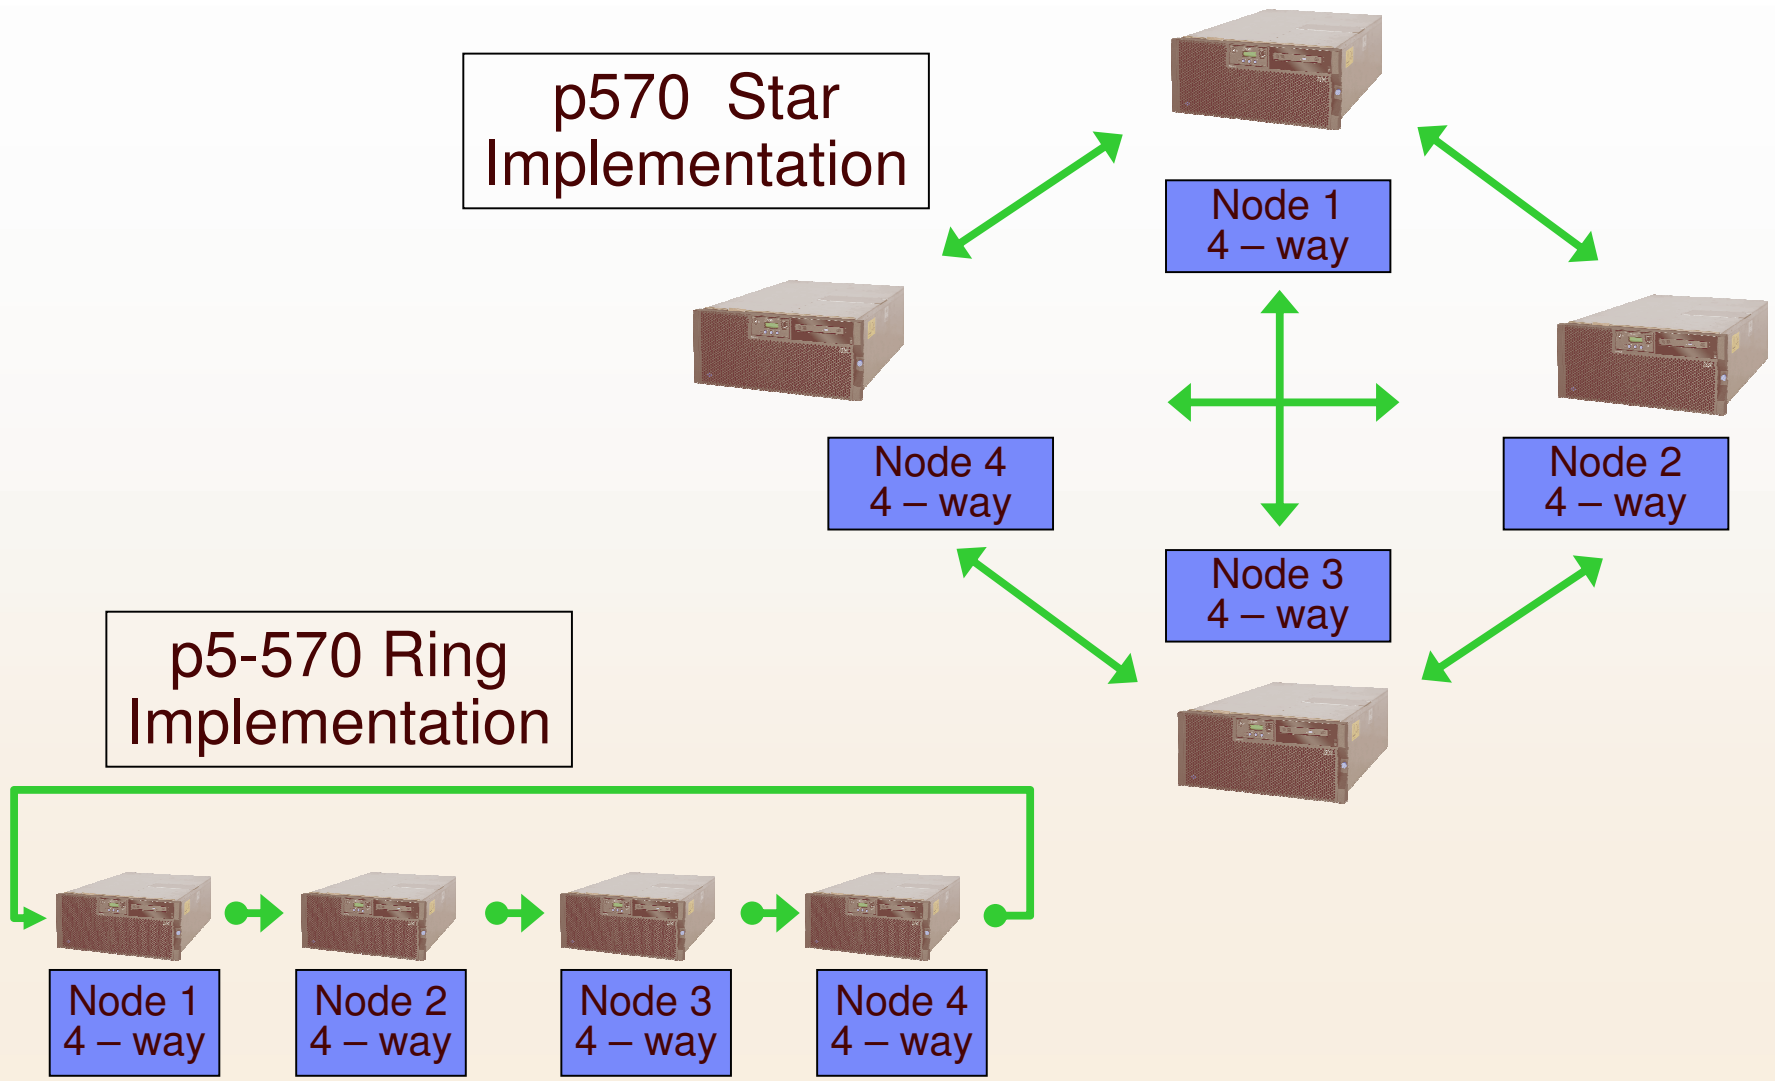 p570 Star
Implementation
Node 1
4 – way
Node 4
4 – way
Node 2
4 – way
Node 3
4 – way
p5-570 Ring
Implementation
Node 1
4 – way
Node 2
4 – way
Node 3
4 – way
Node 4
4 – way